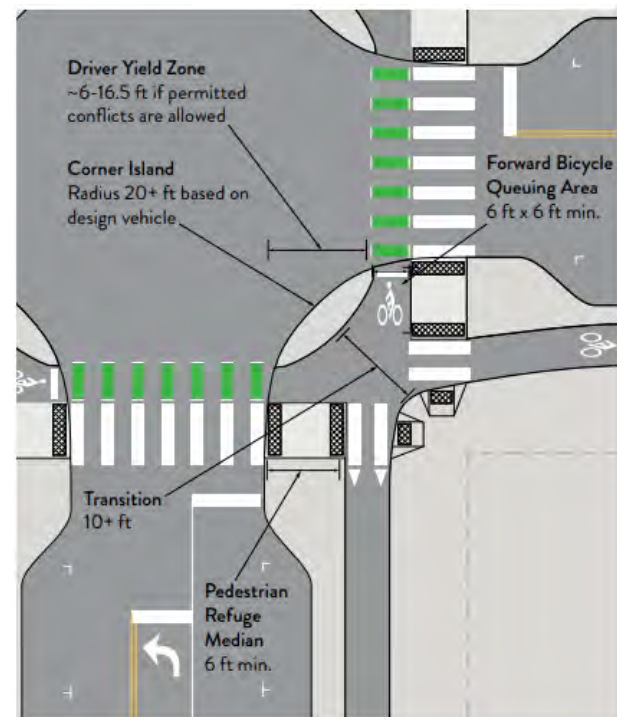 Driver Yield Zone
~6-16.5 ft if permitted
conflicts are allowed
Corner Island
Radius 20+ ft based on
design vehicle
Forward Bicycle
Queuing Area
6 ft x 6 ft min.
Transition
10+ ft
Pedestrian
Refuge
Median
6 ft min.